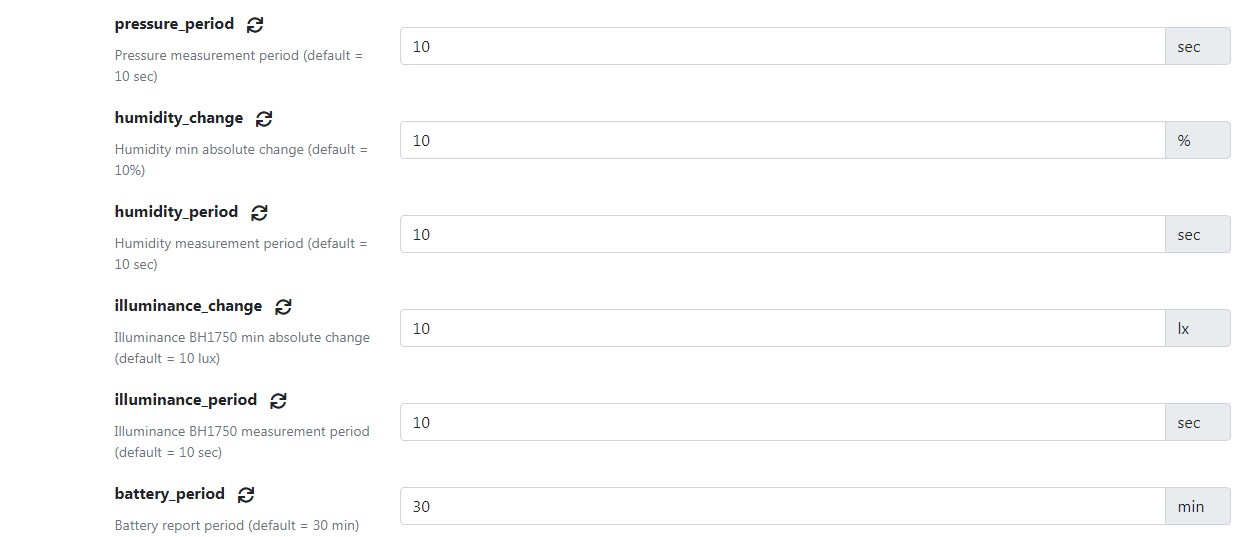 pressure_period
Pressure measurement period (default =
10 sec)
10
sec
humidity_change
Humidity min absolute change (default =
10%)
10
%
humidity_period
Humidity measurement period (default =
10 sec)
10
sec
illuminance_change
Illuminance BH1750 min absolute change
(default = 10 lux)
10
lx
illuminance_period
Illuminance BH1750 measurement period
(default = 10 sec)
10
sec
battery_period
Battery report period (default = 30 min)
30
min